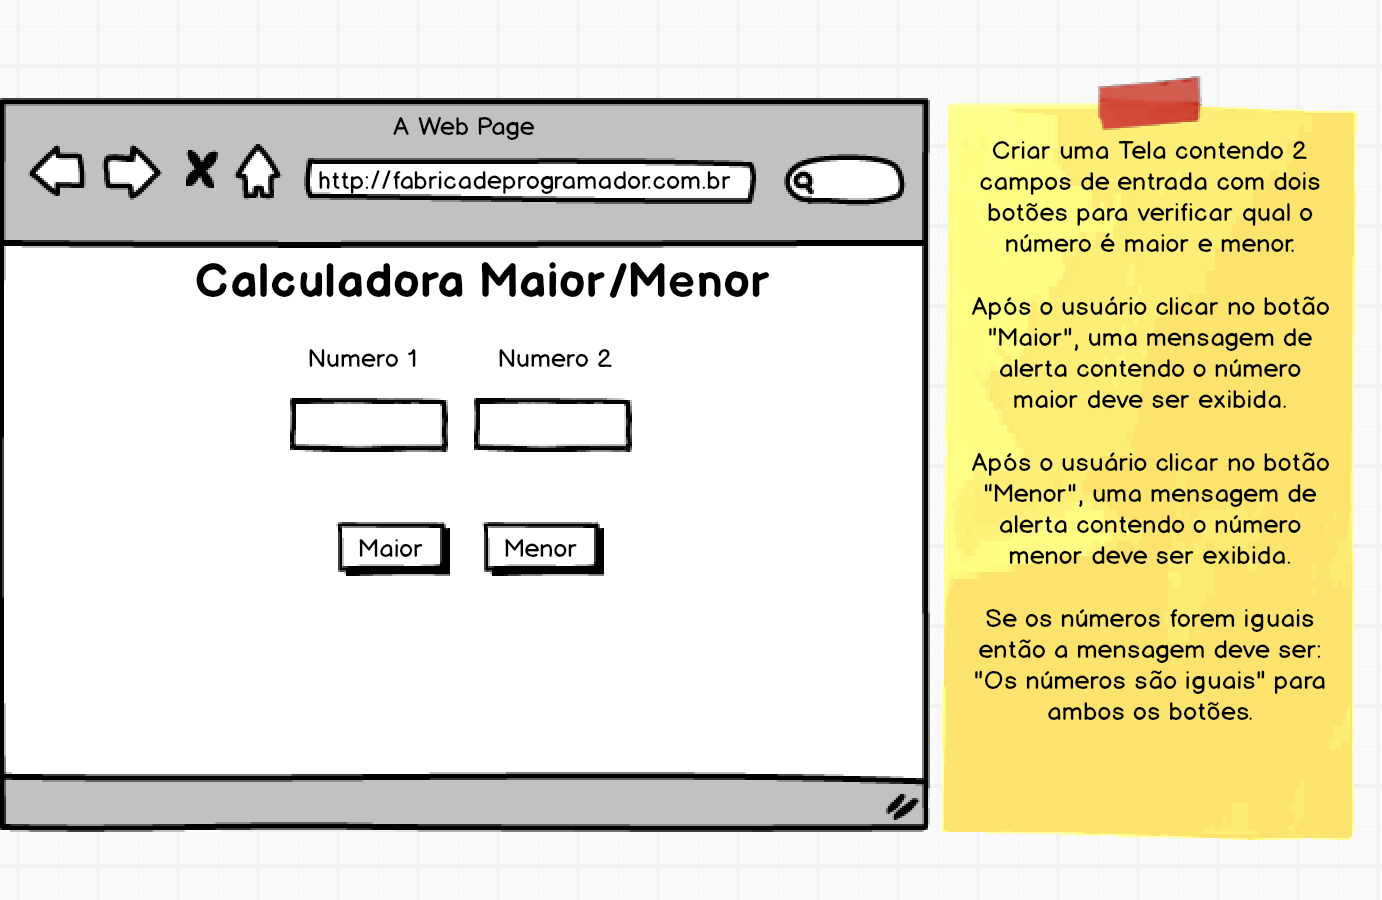 A Web Page
http://fabricadeprogramador.com.br
Calculadora Maior/Menor
Numero 1
Numero 2
Maior
Menor
Criar uma Tela contendo 2
campos de entrada com dois
botões para verificar qual o
número é maior e menor.
Após o usuário clicar no botão
"Maior", uma mensagem de
alerta contendo o número
maior deve ser exibida.
Após o usuário clicar no botão
"Menor", uma mensagem de
alerta contendo o número
menor deve ser exibida.
Se os números forem iguais
então a mensagem deve ser:
"Os números são iguais" para
ambos os botões.